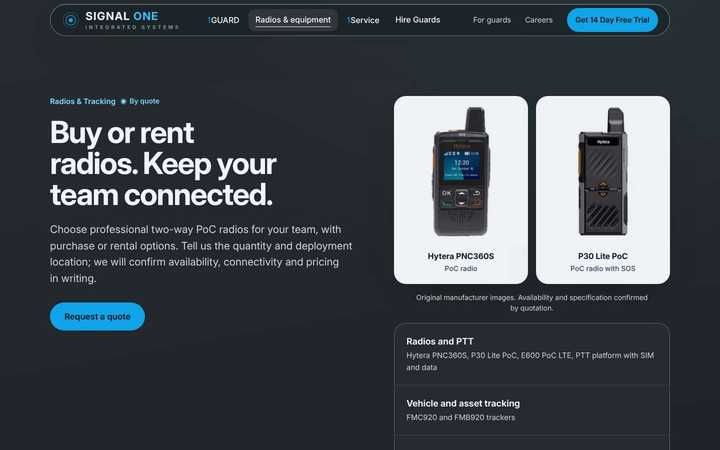 SIGNAL ONE
INTEGRATED SYSTEMS
1GUARD
Radios & equipment
1Service
Hire Guards
For guards
Careers
Get 14 Day Free Trial
Radios & Tracking
By quote
Buy or rent
radios. Keep your
team connected.
Choose professional two-way PoC radios for your team, with
purchase or rental options. Tell us the quantity and deployment
location; we will confirm availability, connectivity and pricing
in writing.
Request a quote
Hytera
12:30
OK
Hytera PNC360S
PoC radio
Hytera
P30 Lite PoC
PoC radio with SOS
Original manufacturer images. Availability and specification confirmed
by quotation.
Radios and PTT
Hytera PNC360S, P30 Lite PoC, E600 PoC LTE, PTT platform with SIM
and data
Vehicle and asset tracking
FMC920 and FMB920 trackers